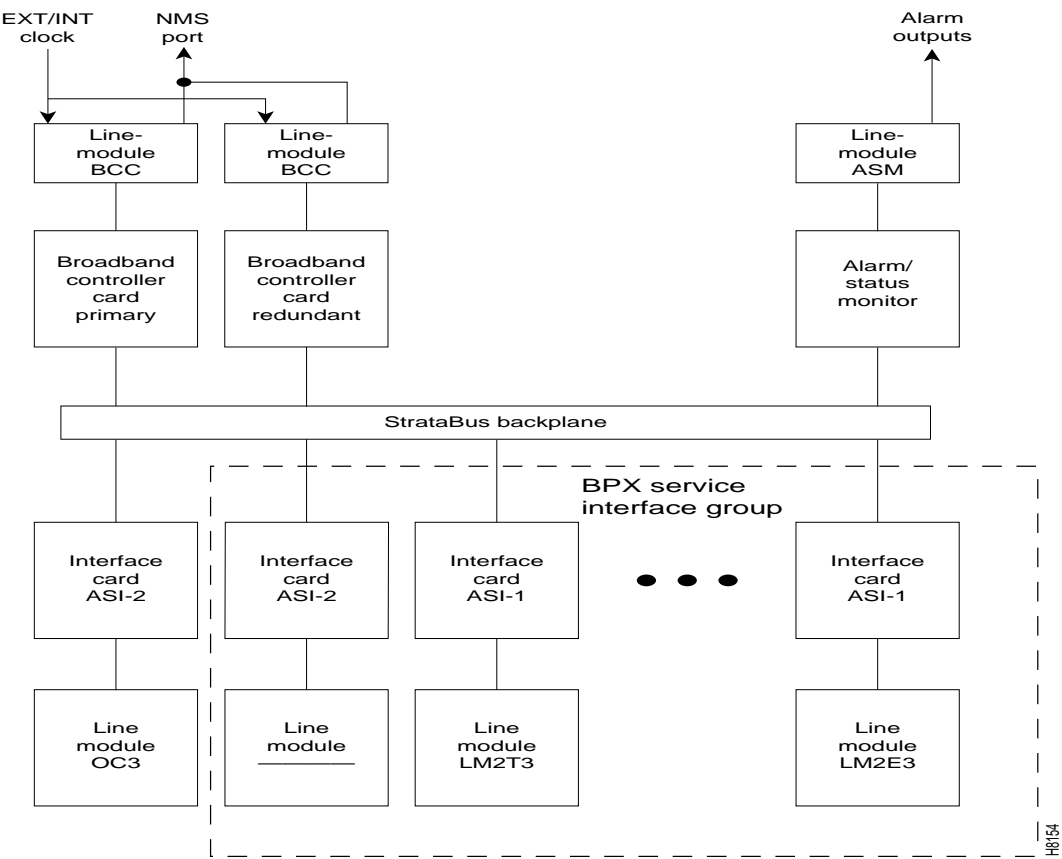 EXT/INT
clock
NMS
port
Alarm
outputs
Line-
module
BCC
Line-
module
BCC
Line-
module
ASM
Broadband
controller
card
primary
Broadband
controller
card
redundant
Alarm/
status
monitor
StrataBus backplane
BPX service
interface group
Interface
card
ASI-2
Interface
card
ASI-2
Interface
card
ASI-1
Interface
card
ASI-1
Line
module
OC3
Line
module
Line
module
LM2T3
Line
module
LM2E3
H8154